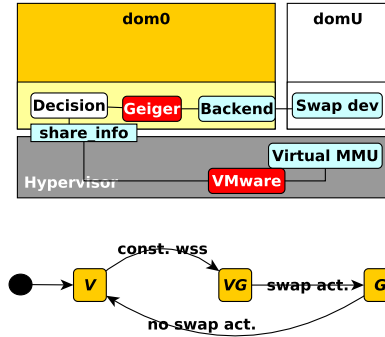 dom0 domU
Decision Geiger Backend Swap dev
share_info
Virtual MMU
Hypervisor VMware
const. wss
V VG swap act. G
no swap act.